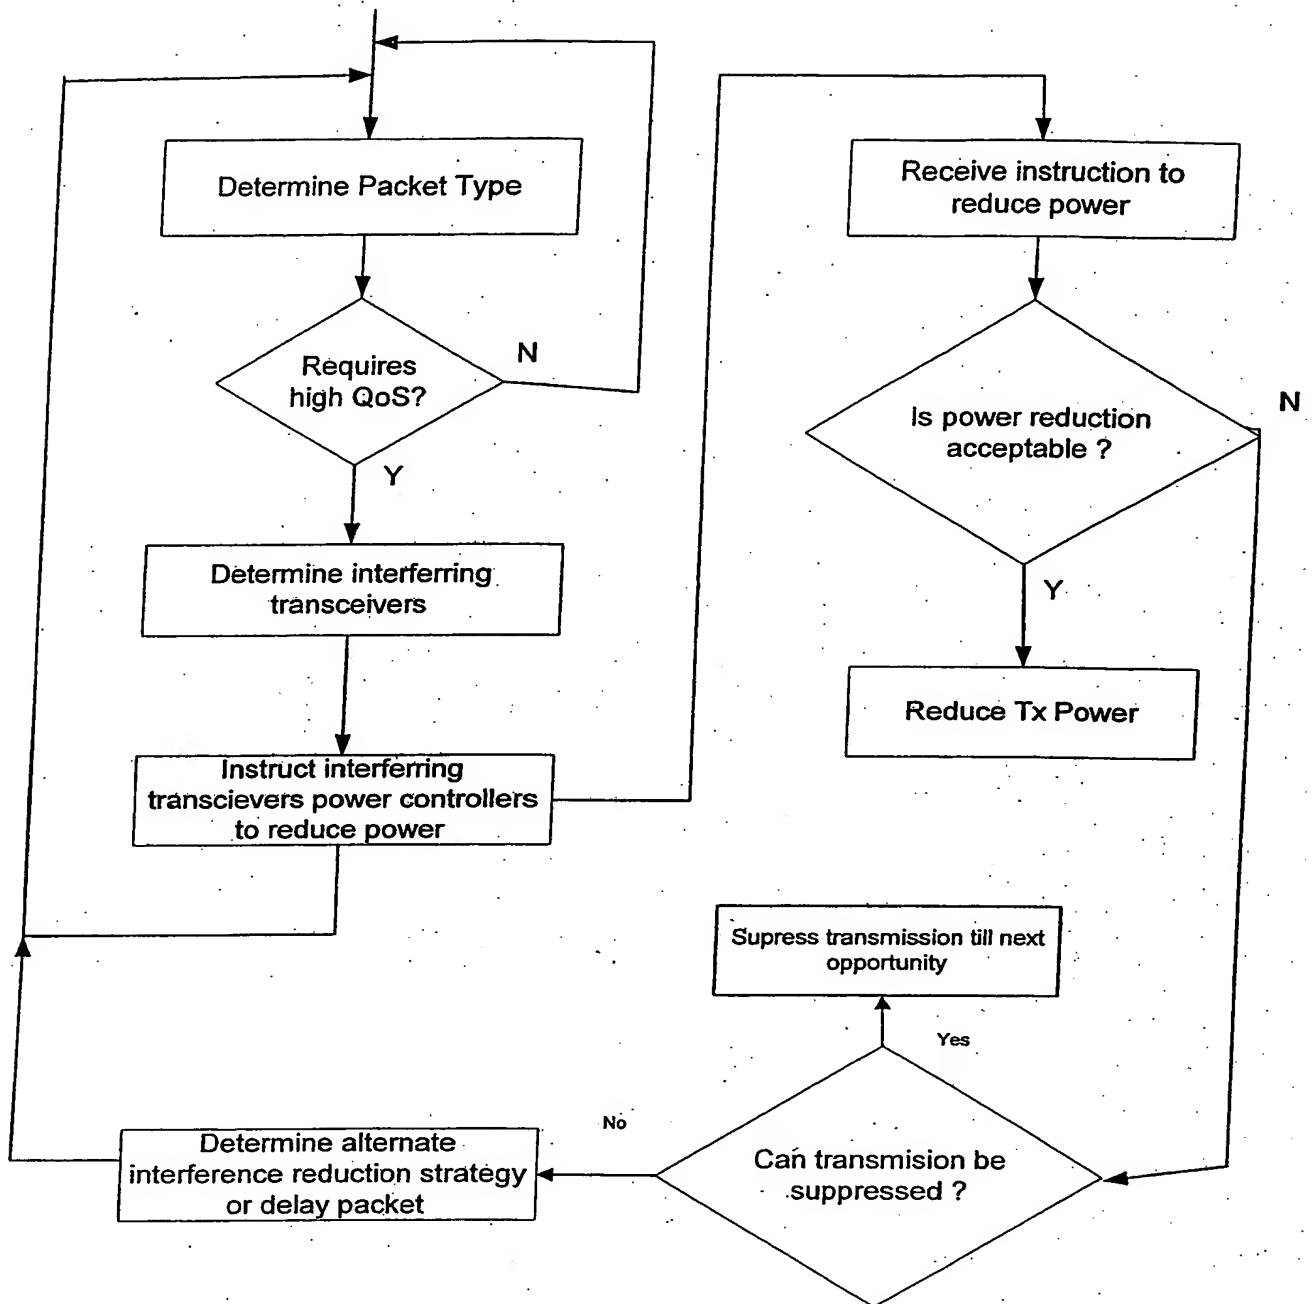 Determine Packet Type
Requires
high QoS?
N
Y
Determine interferring
transceivers
Instruct interferring
transcievers power controllers
to reduce power
Receive instruction to
reduce power
Is power reduction
acceptable ?
N
Y
Reduce Tx Power
Supress transmission till next
opportunity
Yes
Can transmision be
suppressed ?
No
Determine alternate
interference reduction strategy
or delay packet